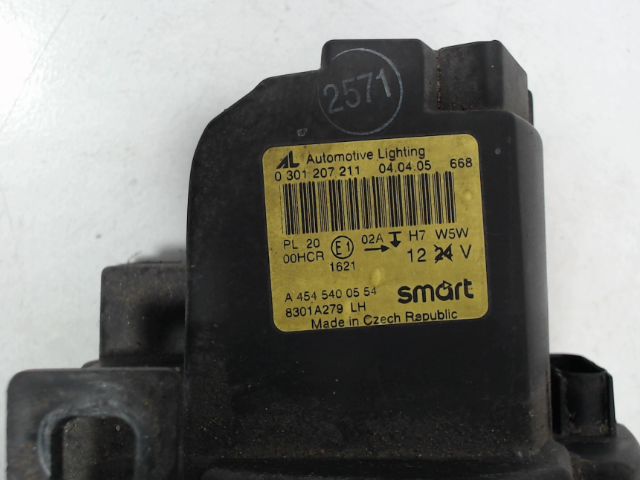 2571
AL Automotive Lighting
0 301 207 211 04.04.05 668
PL 20 E1 02A H7 W5W
00HCR 1621 12 24 V
A 454 540 05 54 smart
8301A279 LH
Made in Czech Republic